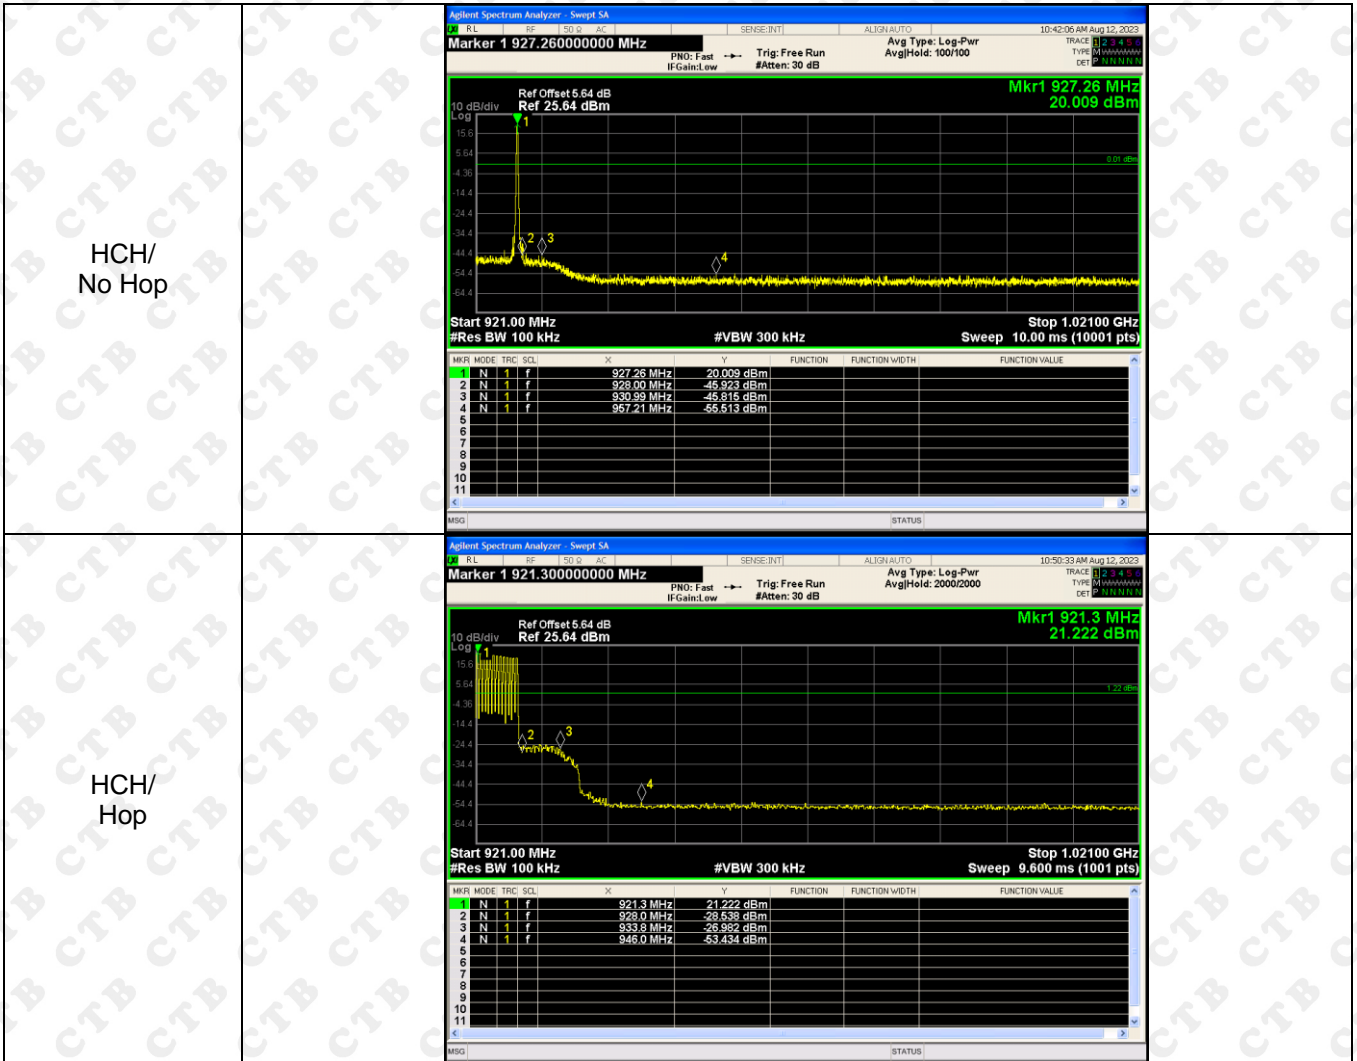 HCH/
No Hop
Agilent Spectrum Analyzer - Swept SA
RL RF 50 Ω AC SENSE:INT ALIGN AUTO 10:42:06 AM Aug 12, 2023
Marker 1 927.260000000 MHz
PNO: Fast
IFGain:Low
Trig: Free Run
#Atten: 30 dB
Avg Type: Log-Pwr
Avg|Hold: 100/100
TRACE 1 2 3 4 5 6
TYPE M
DET P N N N N N
Mkr1 927.26 MHz
20.009 dBm
Ref Offset 5.64 dB
10 dB/div Ref 25.64 dBm
Log
1
15.6
5.64
0.01 dBm
-4.36
-14.4
-24.4
-34.4
2 3
-44.4
4
-54.4
-64.4
Start 921.00 MHz Stop 1.02100 GHz
#Res BW 100 kHz #VBW 300 kHz Sweep 10.00 ms (10001 pts)
MKR MODE TRC SCL X Y FUNCTION FUNCTION WIDTH FUNCTION VALUE
1 N 1 f 927.26 MHz 20.009 dBm
2 N 1 f 928.00 MHz -45.923 dBm
3 N 1 f 930.99 MHz -45.815 dBm
4 N 1 f 957.21 MHz -55.513 dBm
5
6
7
8
9
10
11
MSG STATUS
HCH/
Hop
Agilent Spectrum Analyzer - Swept SA
RL RF 50 Ω AC SENSE:INT ALIGN AUTO 10:50:33 AM Aug 12, 2023
Marker 1 921.300000000 MHz
PNO: Fast
IFGain:Low
Trig: Free Run
#Atten: 30 dB
Avg Type: Log-Pwr
Avg|Hold: 2000/2000
TRACE 1 2 3 4 5 6
TYPE M
DET P N N N N N
Mkr1 921.3 MHz
21.222 dBm
Ref Offset 5.64 dB
10 dB/div Ref 25.64 dBm
Log
1
15.6
5.64
1.22 dBm
-4.36
-14.4
2 3
-24.4
-34.4
-44.4
4
-54.4
-64.4
Start 921.00 MHz Stop 1.02100 GHz
#Res BW 100 kHz #VBW 300 kHz Sweep 9.600 ms (1001 pts)
MKR MODE TRC SCL X Y FUNCTION FUNCTION WIDTH FUNCTION VALUE
1 N 1 f 921.3 MHz 21.222 dBm
2 N 1 f 928.0 MHz -28.538 dBm
3 N 1 f 933.8 MHz -26.982 dBm
4 N 1 f 946.0 MHz -53.434 dBm
5
6
7
8
9
10
11
MSG STATUS
CTB